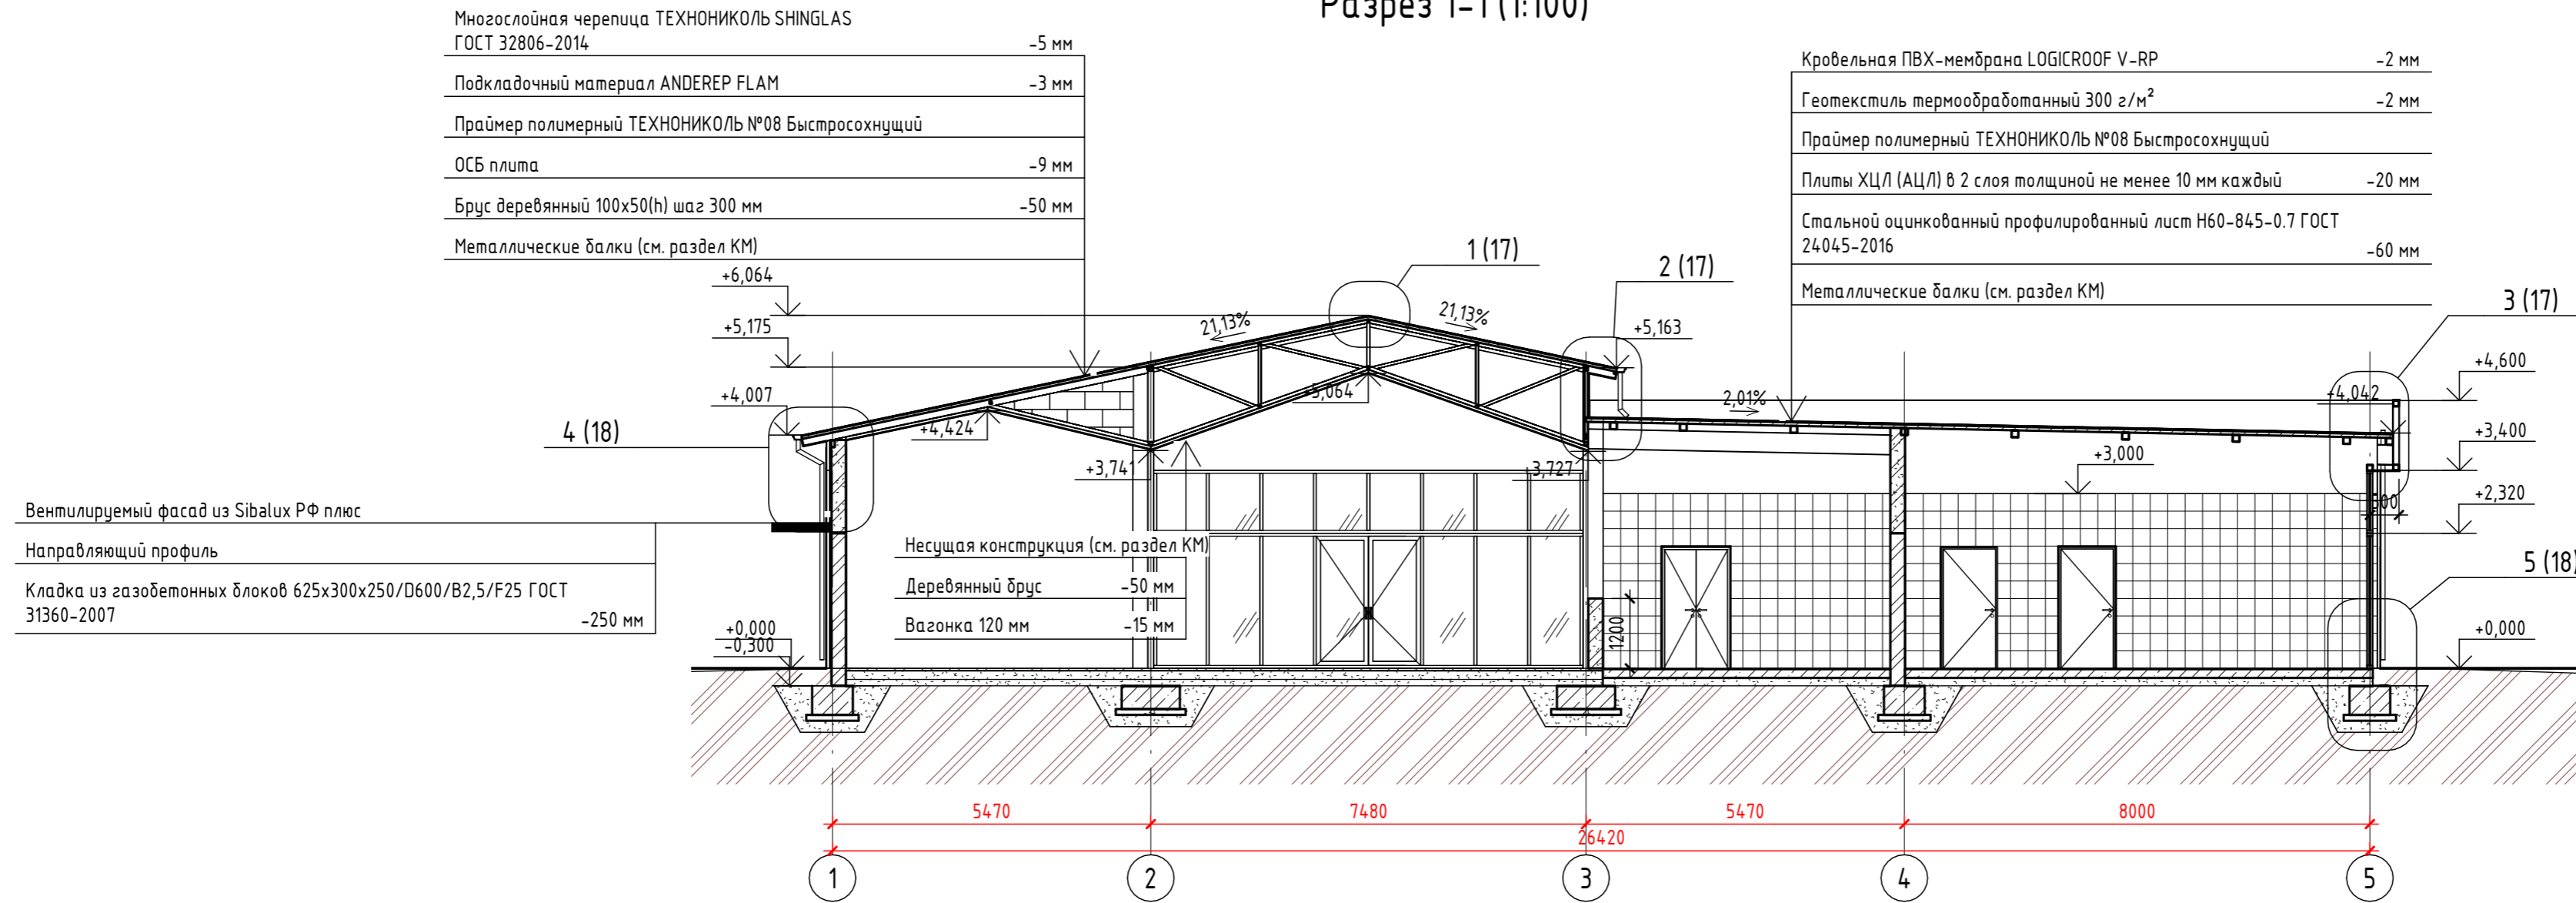 Разрез 1-1 (1:100)
Многослойная черепица ТЕХНОНИКОЛЬ SHINGLAS
ГОСТ 32806-2014 -5 мм
Подкладочный материал ANDEREP FLAM -3 мм
Праймер полимерный ТЕХНОНИКОЛЬ №08 Быстросохнущий
ОСБ плита -9 мм
Брус деревянный 100х50(h) шаг 300 мм -50 мм
Металлические балки (см. раздел КМ)
Кровельная ПВХ-мембрана LOGICROOF V-RP -2 мм
Геотекстиль термообработанный 300 г/м² -2 мм
Праймер полимерный ТЕХНОНИКОЛЬ №08 Быстросохнущий
Плиты ХЦЛ (АЦЛ) в 2 слоя толщиной не менее 10 мм каждый -20 мм
Стальной оцинкованный профилированный лист Н60-845-0.7 ГОСТ
24045-2016 -60 мм
Металлические балки (см. раздел КМ)
1 (17)
2 (17)
3 (17)
4 (18)
5 (18)
+6,064
+5,175
+4,007
21,13%
21,13%
+5,163
+5,064
+4,424
+3,741
+3,727
2,01%
+4,042
+4,600
+3,400
+3,000
+2,320
+0,000
Вентилируемый фасад из Sibalux РФ плюс
Направляющий профиль
Кладка из газобетонных блоков 625х300х250/D600/В2,5/F25 ГОСТ
31360-2007 -250 мм
Несущая конструкция (см. раздел КМ)
Деревянный брус -50 мм
Вагонка 120 мм -15 мм
+0,000
-0,300
1200
5470 7480 5470 8000
26420
1 2 3 4 5